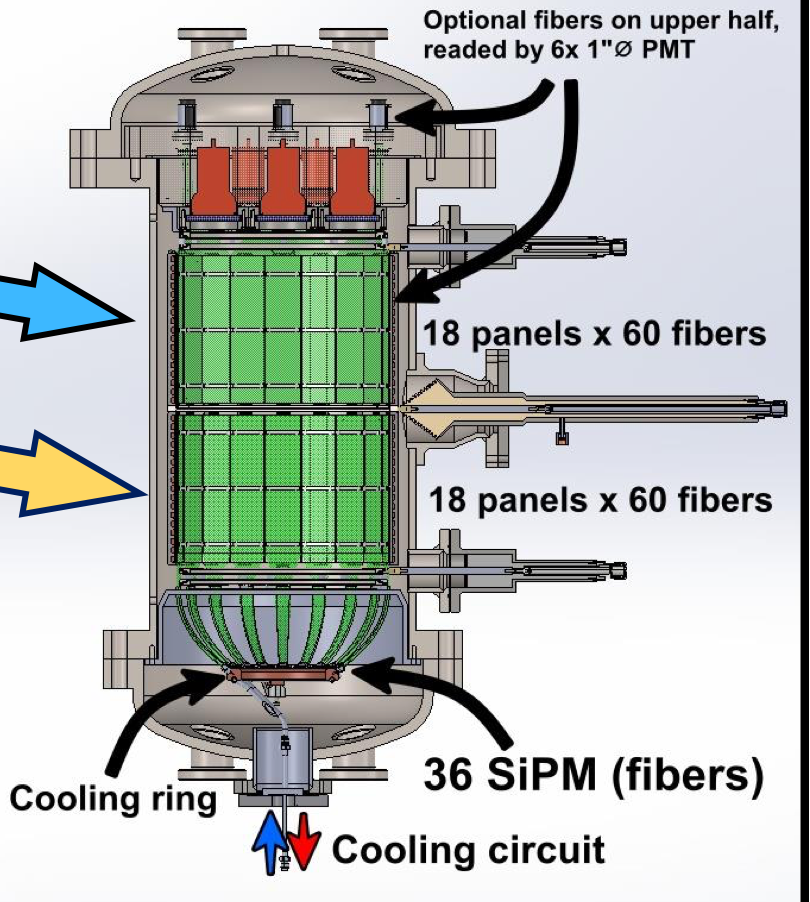 Optional fibers on upper half,
readed by 6x 1"Ø PMT
18 panels x 60 fibers
18 panels x 60 fibers
36 SiPM (fibers)
Cooling ring
Cooling circuit